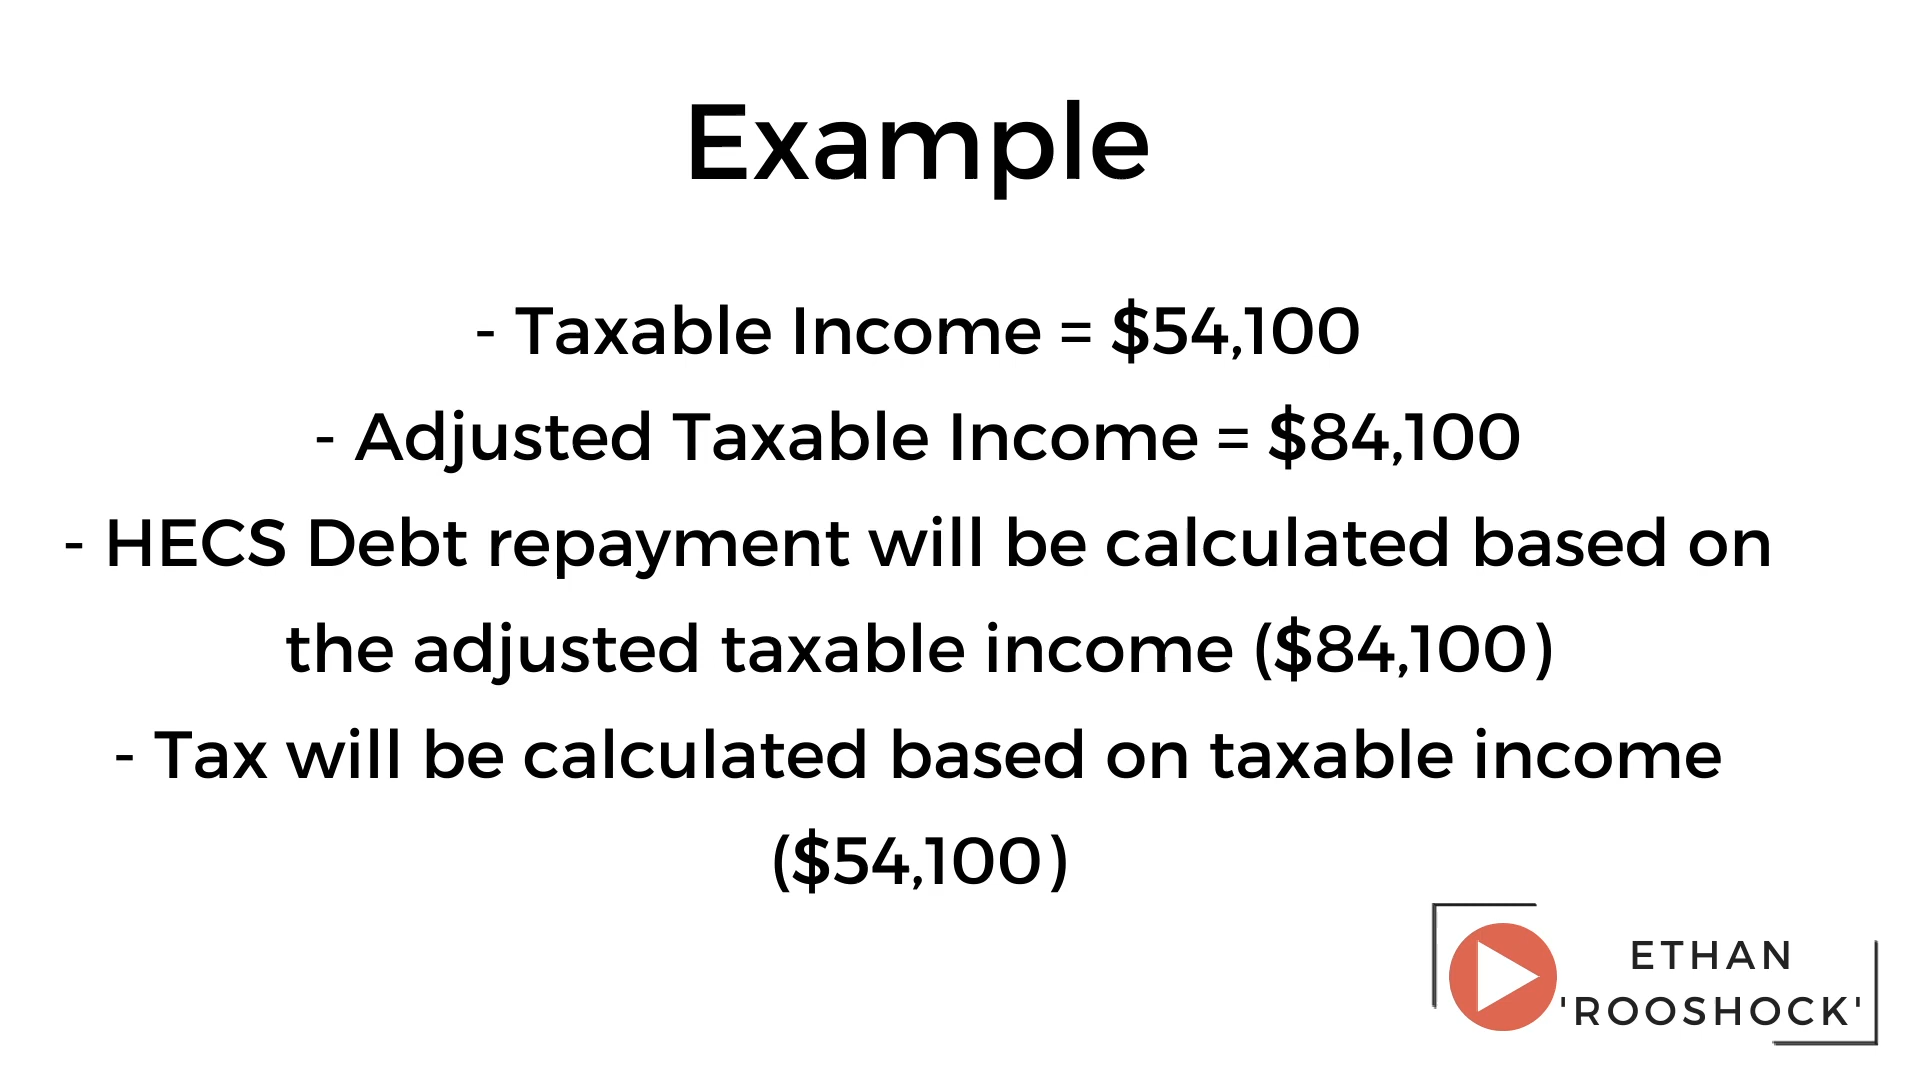 Example
- Taxable Income = $54,100
- Adjusted Taxable Income = $84,100
- HECS Debt repayment will be calculated based on
the adjusted taxable income ($84,100)
- Tax will be calculated based on taxable income
($54,100)
ETHAN
'ROOSHOCK'